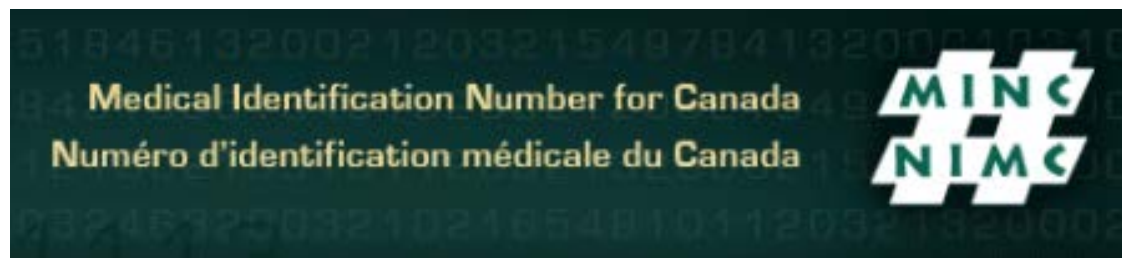 Medical Identification Number for Canada
Numéro d'identification médicale du Canada
MINC
NIMC